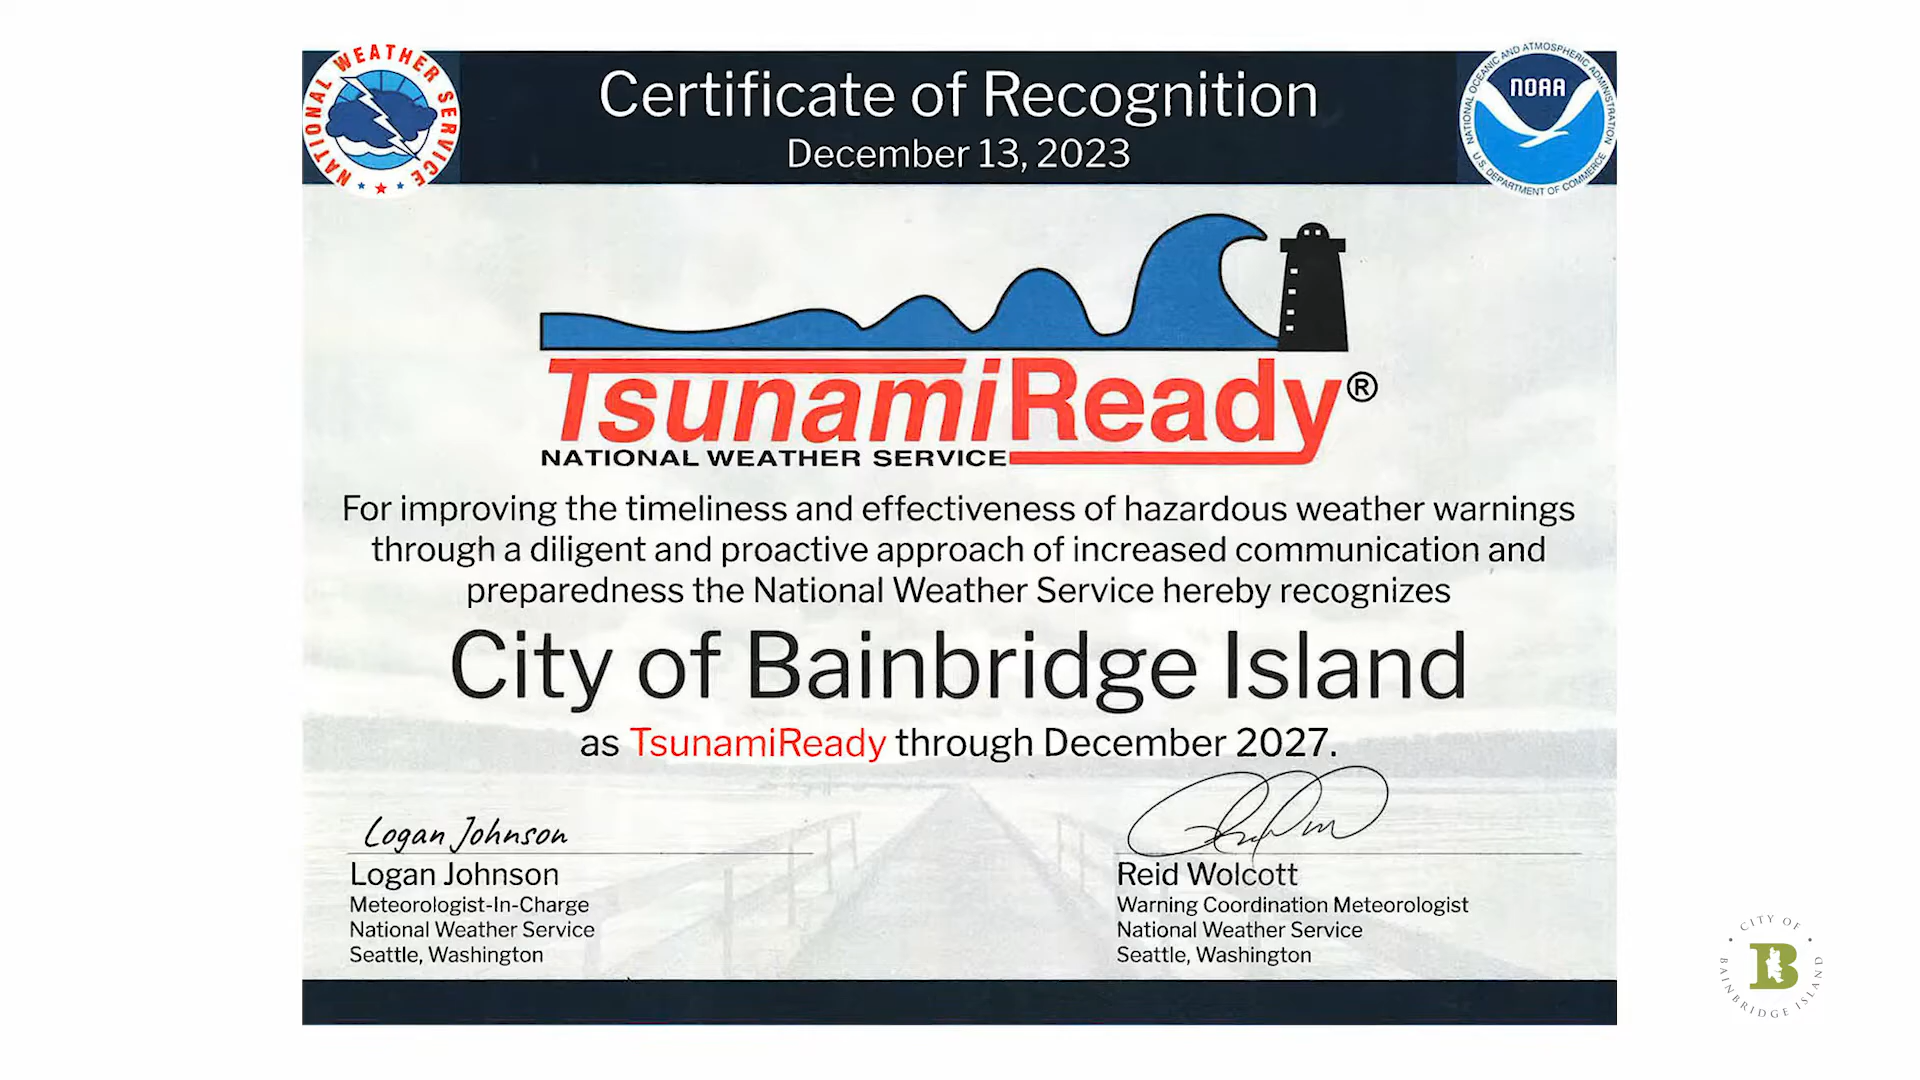 NATIONAL WEATHER SERVICE
Certificate of Recognition
December 13, 2023
NATIONAL OCEANIC AND ATMOSPHERIC ADMINISTRATION
NOAA
U.S. DEPARTMENT OF COMMERCE
TsunamiReady®
NATIONAL WEATHER SERVICE
For improving the timeliness and effectiveness of hazardous weather warnings
through a diligent and proactive approach of increased communication and
preparedness the National Weather Service hereby recognizes
City of Bainbridge Island
as TsunamiReady through December 2027.
Logan Johnson
Logan Johnson
Meteorologist-In-Charge
National Weather Service
Seattle, Washington
Reid Wolcott
Warning Coordination Meteorologist
National Weather Service
Seattle, Washington
CITY OF
B
BAINBRIDGE ISLAND